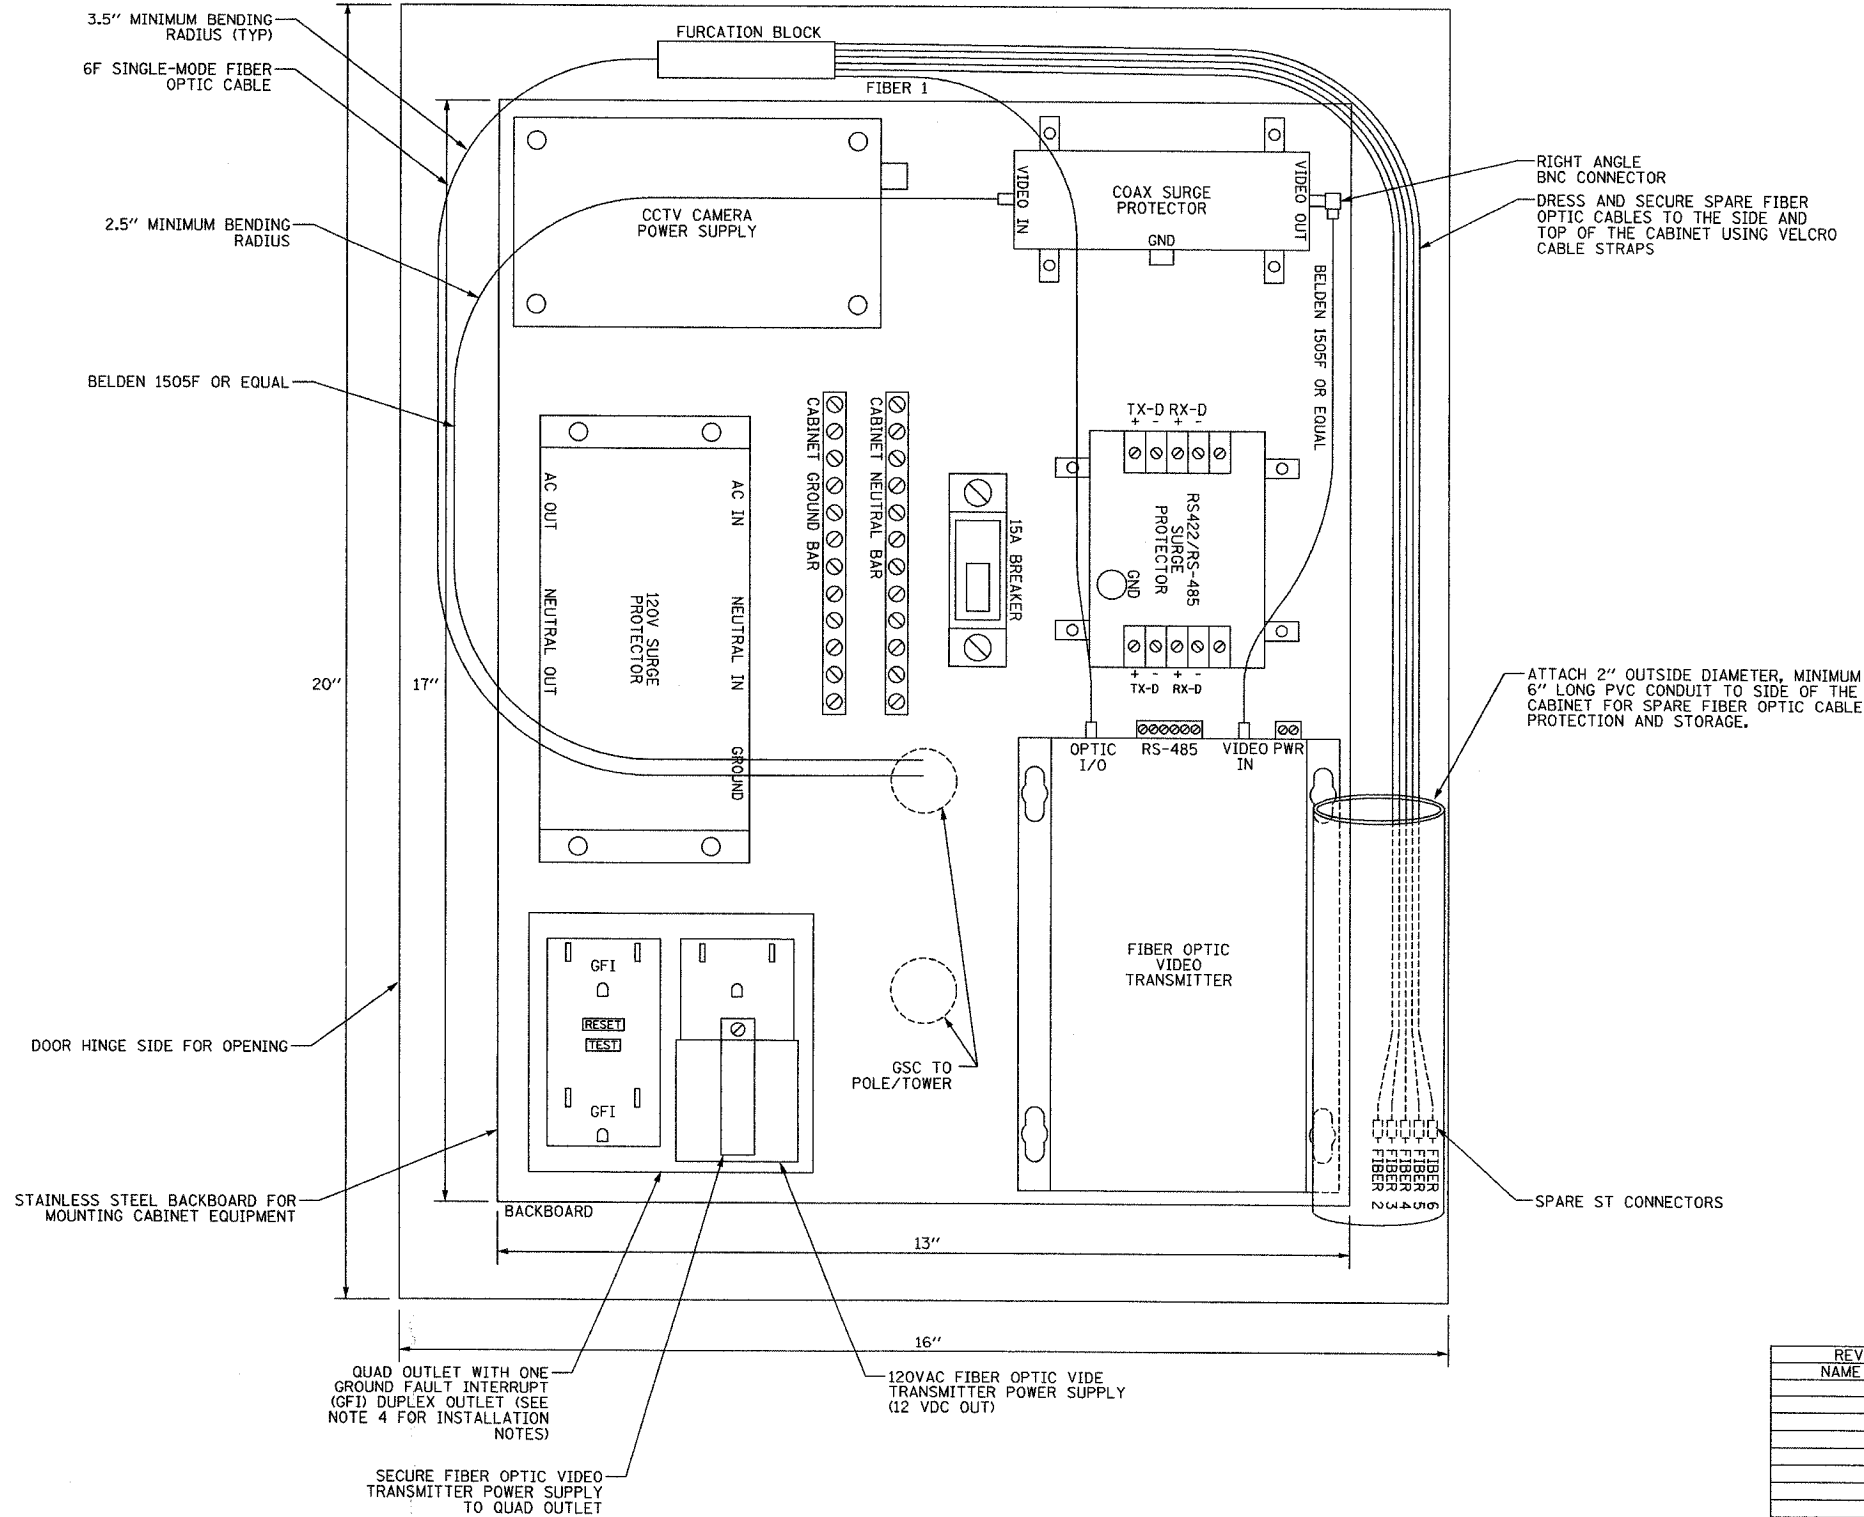 3.5" MINIMUM BENDING
RADIUS (TYP)
6F SINGLE-MODE FIBER
OPTIC CABLE
2.5" MINIMUM BENDING
RADIUS
BELDEN 1505F OR EQUAL
20"
17"
DOOR HINGE SIDE FOR OPENING
STAINLESS STEEL BACKBOARD FOR
MOUNTING CABINET EQUIPMENT
FURCATION BLOCK
FIBER 1
CCTV CAMERA
POWER SUPPLY
VIDEO IN
COAX SURGE
PROTECTOR
GND
VIDEO OUT
RIGHT ANGLE
BNC CONNECTOR
DRESS AND SECURE SPARE FIBER
OPTIC CABLES TO THE SIDE AND
TOP OF THE CABINET USING VELCRO
CABLE STRAPS
BELDEN 1505F OR EQUAL
AC OUT
NEUTRAL OUT
120V SURGE
PROTECTOR
AC IN
NEUTRAL IN
GROUND
CABINET GROUND BAR
CABINET NEUTRAL BAR
15A BREAKER
TX-D RX-D
+ - + -
RS422/RS-485
SURGE
PROTECTOR
GND
+ - + -
TX-D RX-D
OPTIC
I/O
RS-485
VIDEO
IN
PWR
ATTACH 2" OUTSIDE DIAMETER, MINIMUM
6" LONG PVC CONDUIT TO SIDE OF THE
CABINET FOR SPARE FIBER OPTIC CABLE
PROTECTION AND STORAGE.
FIBER OPTIC
VIDEO
TRANSMITTER
GFI
RESET
TEST
GFI
GSC TO
POLE/TOWER
FIBER 2
FIBER 3
FIBER 4
FIBER 5
FIBER 6
SPARE ST CONNECTORS
BACKBOARD
13"
16"
QUAD OUTLET WITH ONE
GROUND FAULT INTERRUPT
(GFI) DUPLEX OUTLET (SEE
NOTE 4 FOR INSTALLATION
NOTES)
120VAC FIBER OPTIC VIDE
TRANSMITTER POWER SUPPLY
(12 VDC OUT)
SECURE FIBER OPTIC VIDEO
TRANSMITTER POWER SUPPLY
TO QUAD OUTLET
REV
NAME